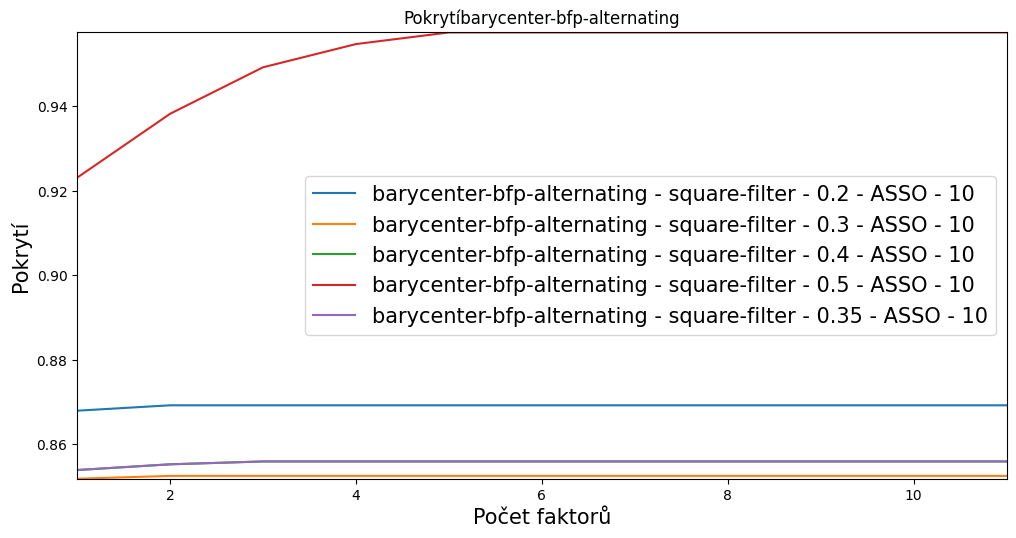 Pokrytíbarycenter-bfp-alternating
0.94
0.92
0.90
0.88
0.86
Pokrytí
barycenter-bfp-alternating - square-filter - 0.2 - ASSO - 10
barycenter-bfp-alternating - square-filter - 0.3 - ASSO - 10
barycenter-bfp-alternating - square-filter - 0.4 - ASSO - 10
barycenter-bfp-alternating - square-filter - 0.5 - ASSO - 10
barycenter-bfp-alternating - square-filter - 0.35 - ASSO - 10
2 4 6 8 10
Počet faktorů